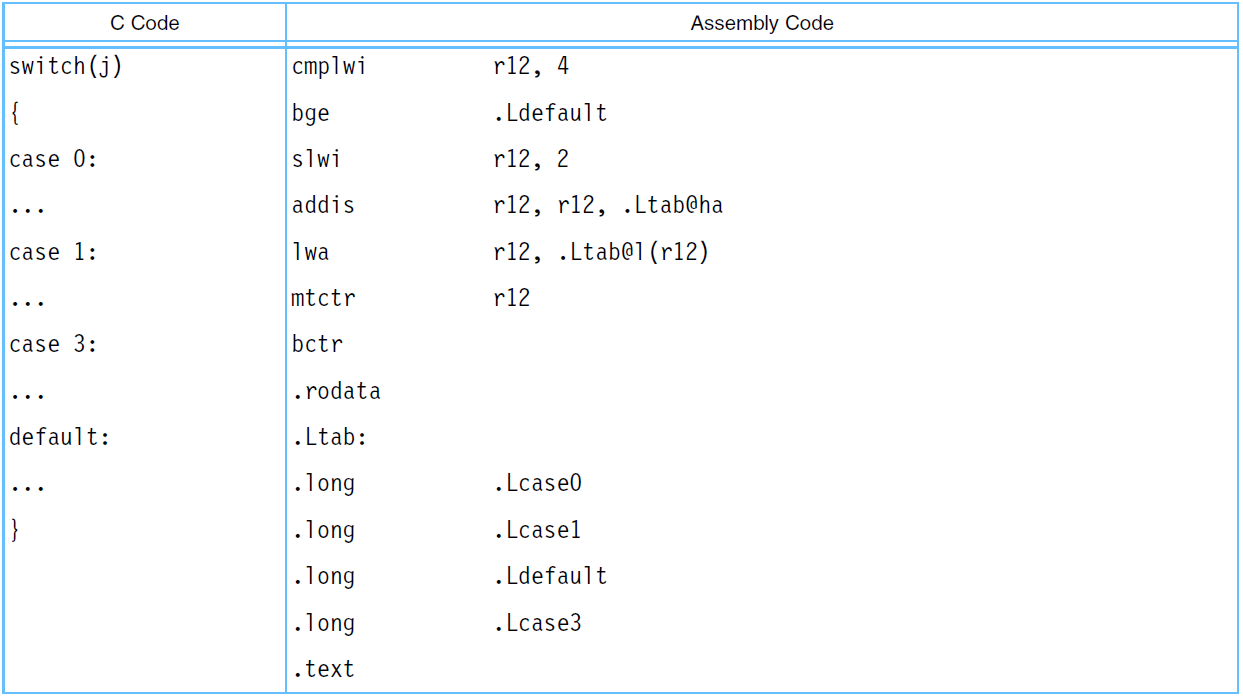 C Code Assembly Code
switch(j) cmplwi r12, 4
{ bge .Ldefault
case 0: slwi r12, 2
... addis r12, r12, .Ltab@ha
case 1: lwa r12, .Ltab@l(r12)
... mtctr r12
case 3: bctr
... .rodata
default: .Ltab:
... .long .Lcase0
} .long .Lcase1
.long .Ldefault
.long .Lcase3
.text